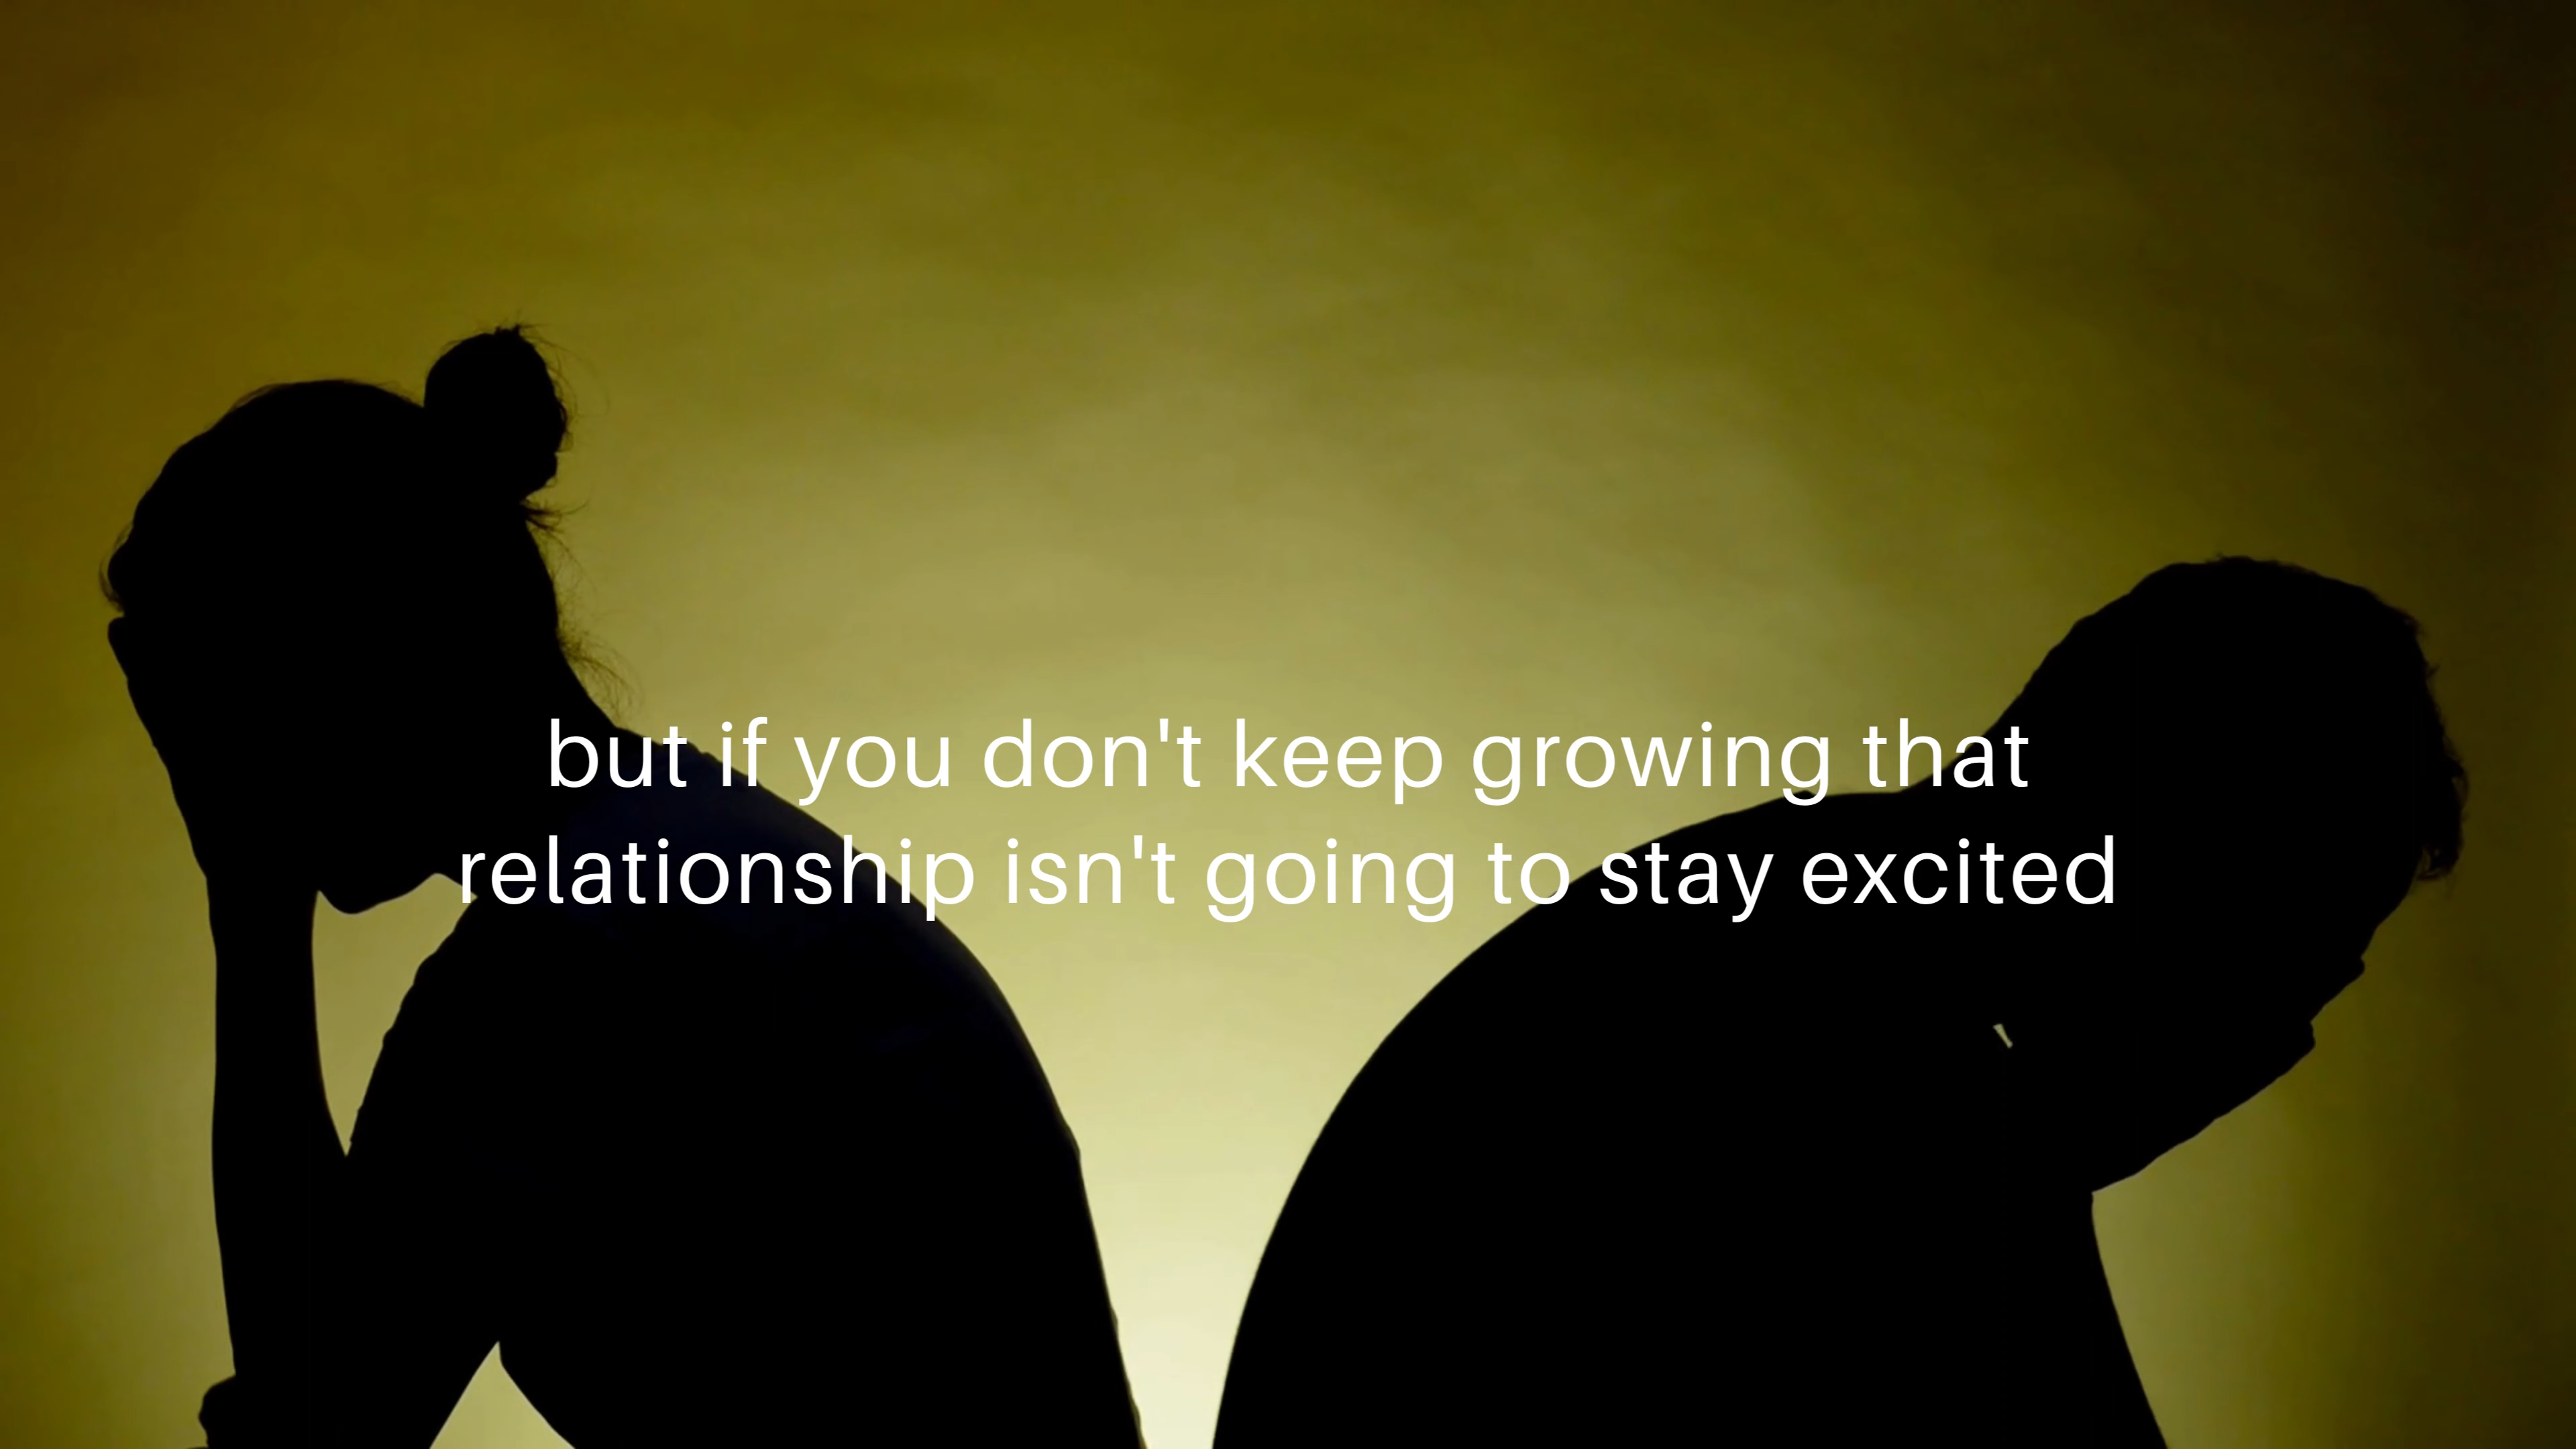 but if you don't keep growing that
relationship isn't going to stay excited